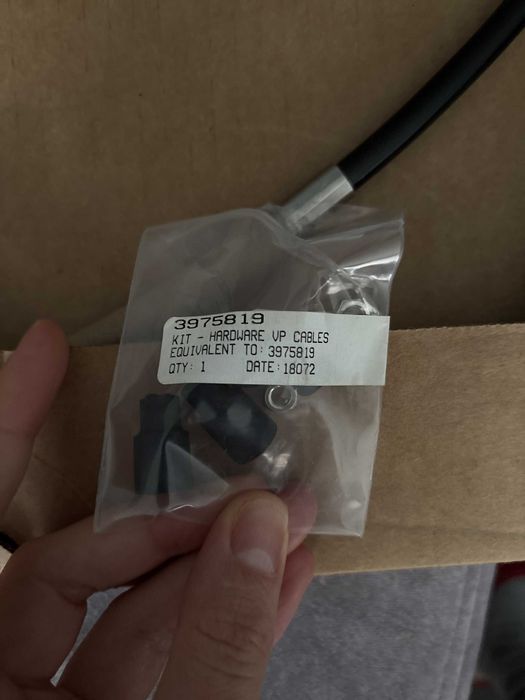 3975819
KIT - HARDWARE VP CABLES
EQUIVALENT TO: 3975819
QTY: 1 DATE: 18072